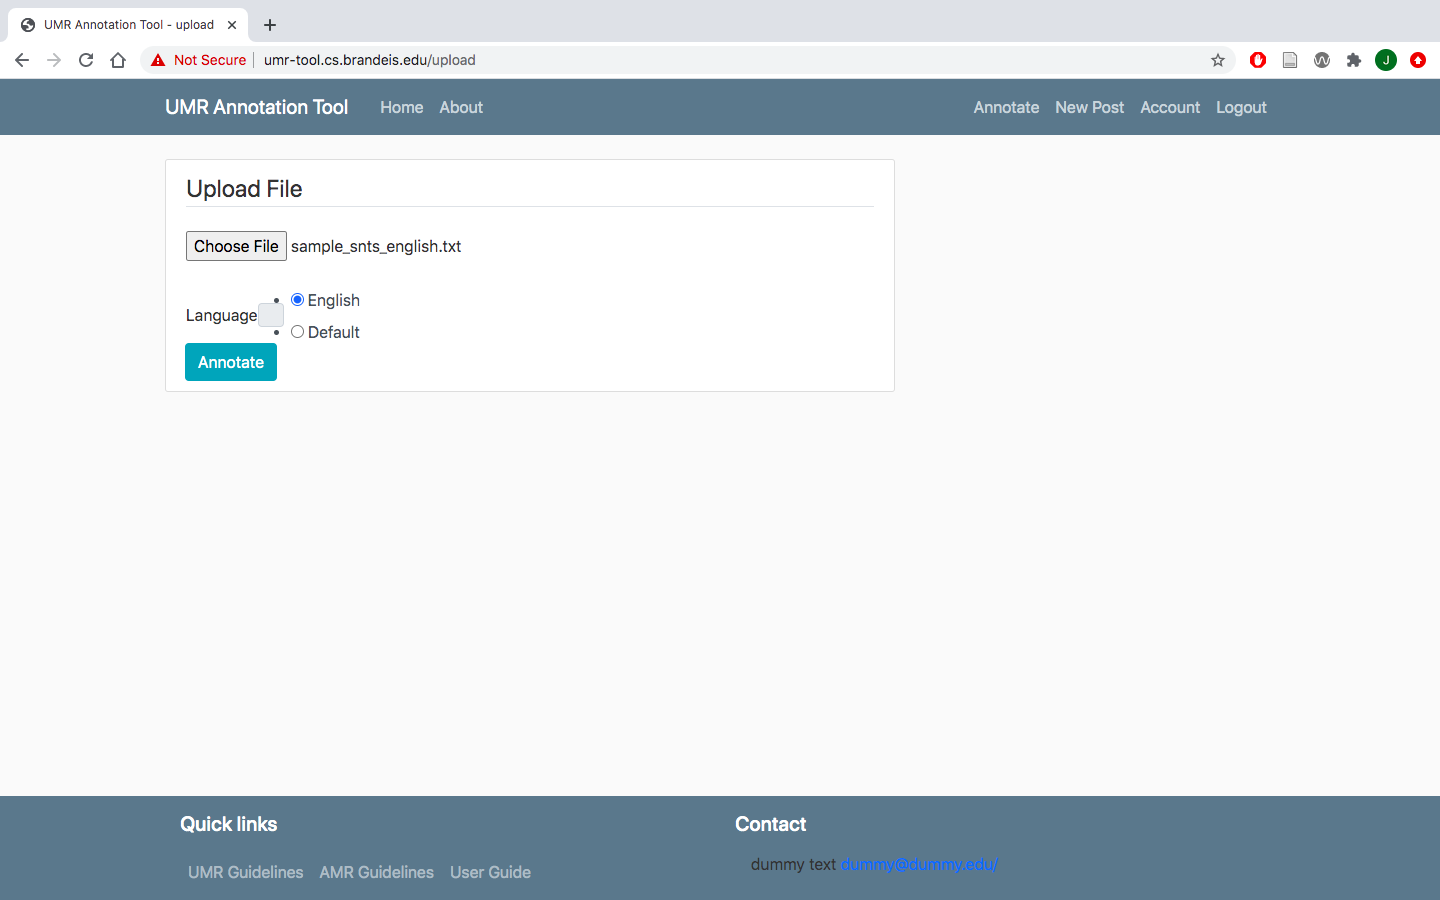 UMR Annotation Tool - upload
Not Secure umr-tool.cs.brandeis.edu/upload
J
UMR Annotation Tool Home About Annotate New Post Account Logout
Upload File
Choose File sample_snts_english.txt
English
Language
Default
Annotate
Quick links Contact
dummy text dummy@dummy.edu/
UMR Guidelines AMR Guidelines User Guide